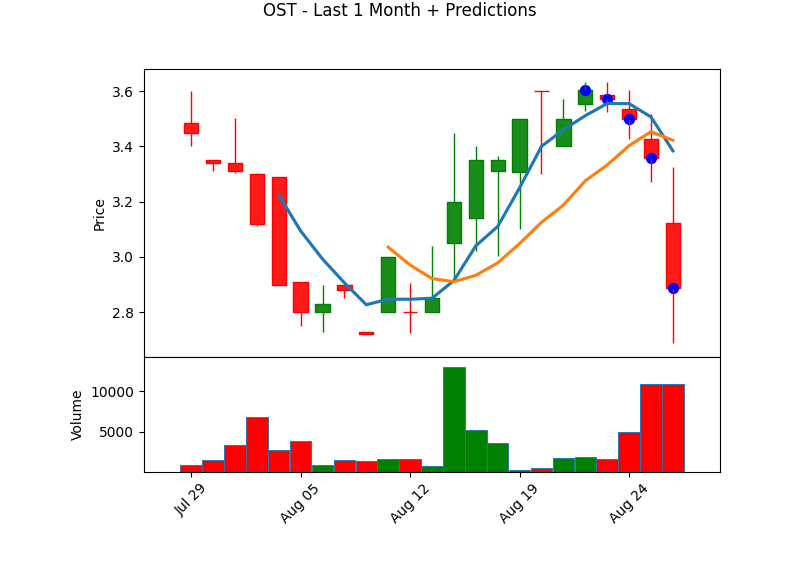 OST - Last 1 Month + Predictions
3.6
3.4
3.2
3.0
2.8
Price
10000
5000
Volume
Jul 29
Aug 05
Aug 12
Aug 19
Aug 24